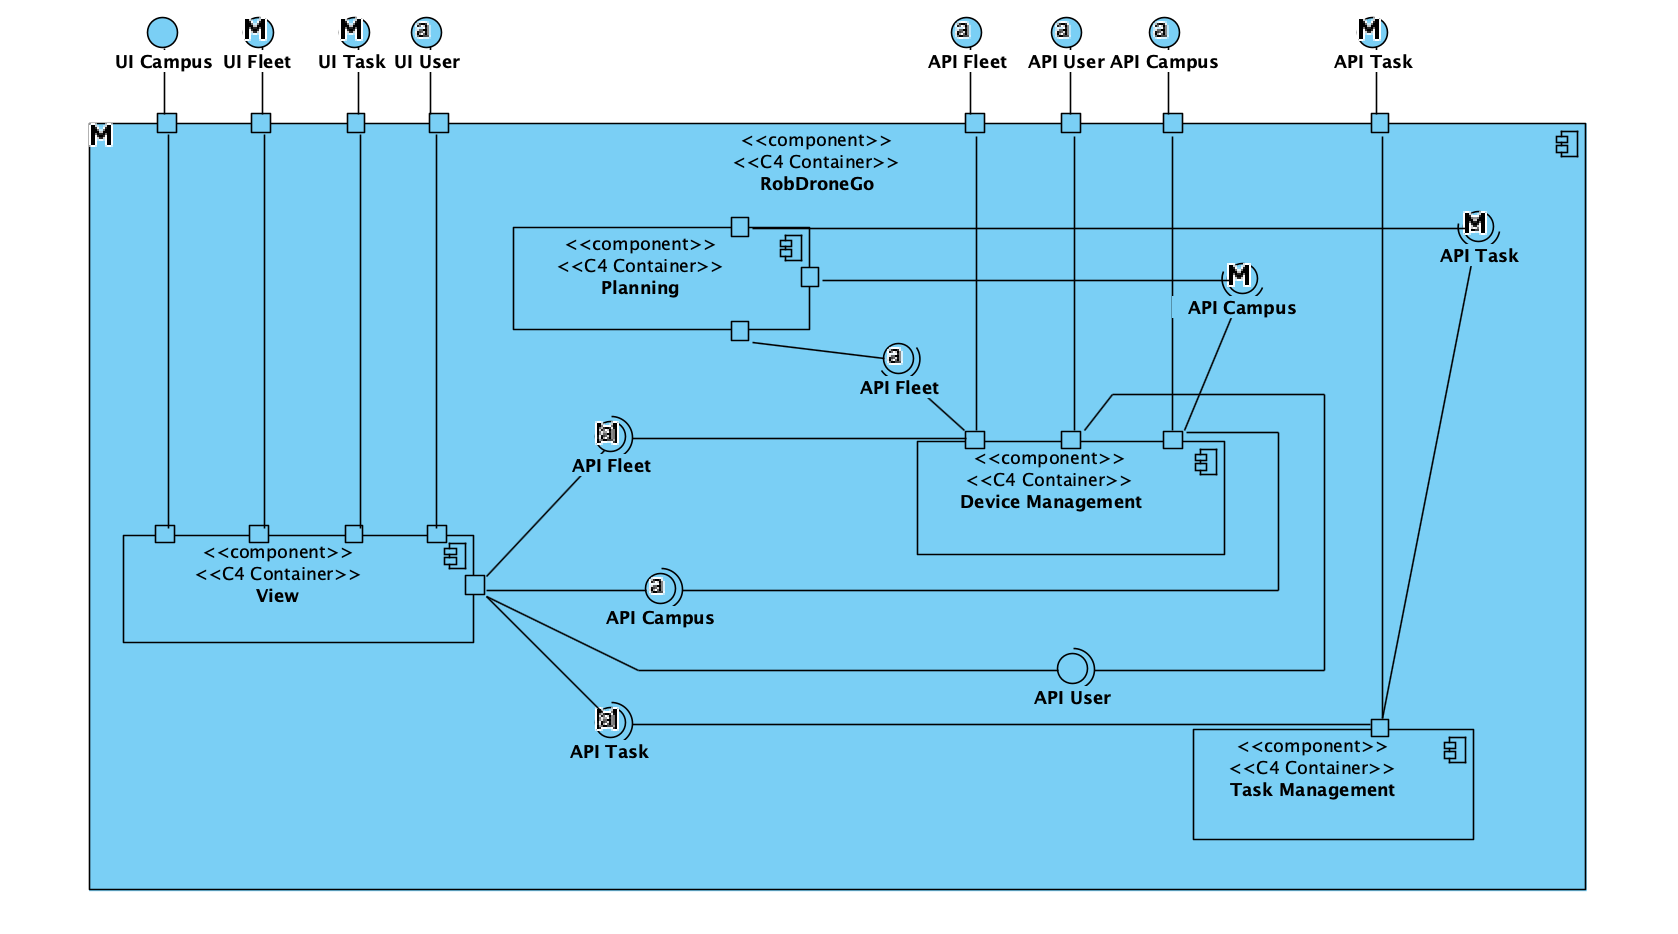 UI Campus UI Fleet UI Task UI User API Fleet API User API Campus API Task
M M a a a a M
M
<<component>>
<<C4 Container>>
RobDroneGo
<<component>>
<<C4 Container>>
Planning
M
API Task
M
API Campus
a
API Fleet
API Fleet
<<component>>
<<C4 Container>>
Device Management
<<component>>
<<C4 Container>>
View
a
API Campus
API User
API Task
<<component>>
<<C4 Container>>
Task Management